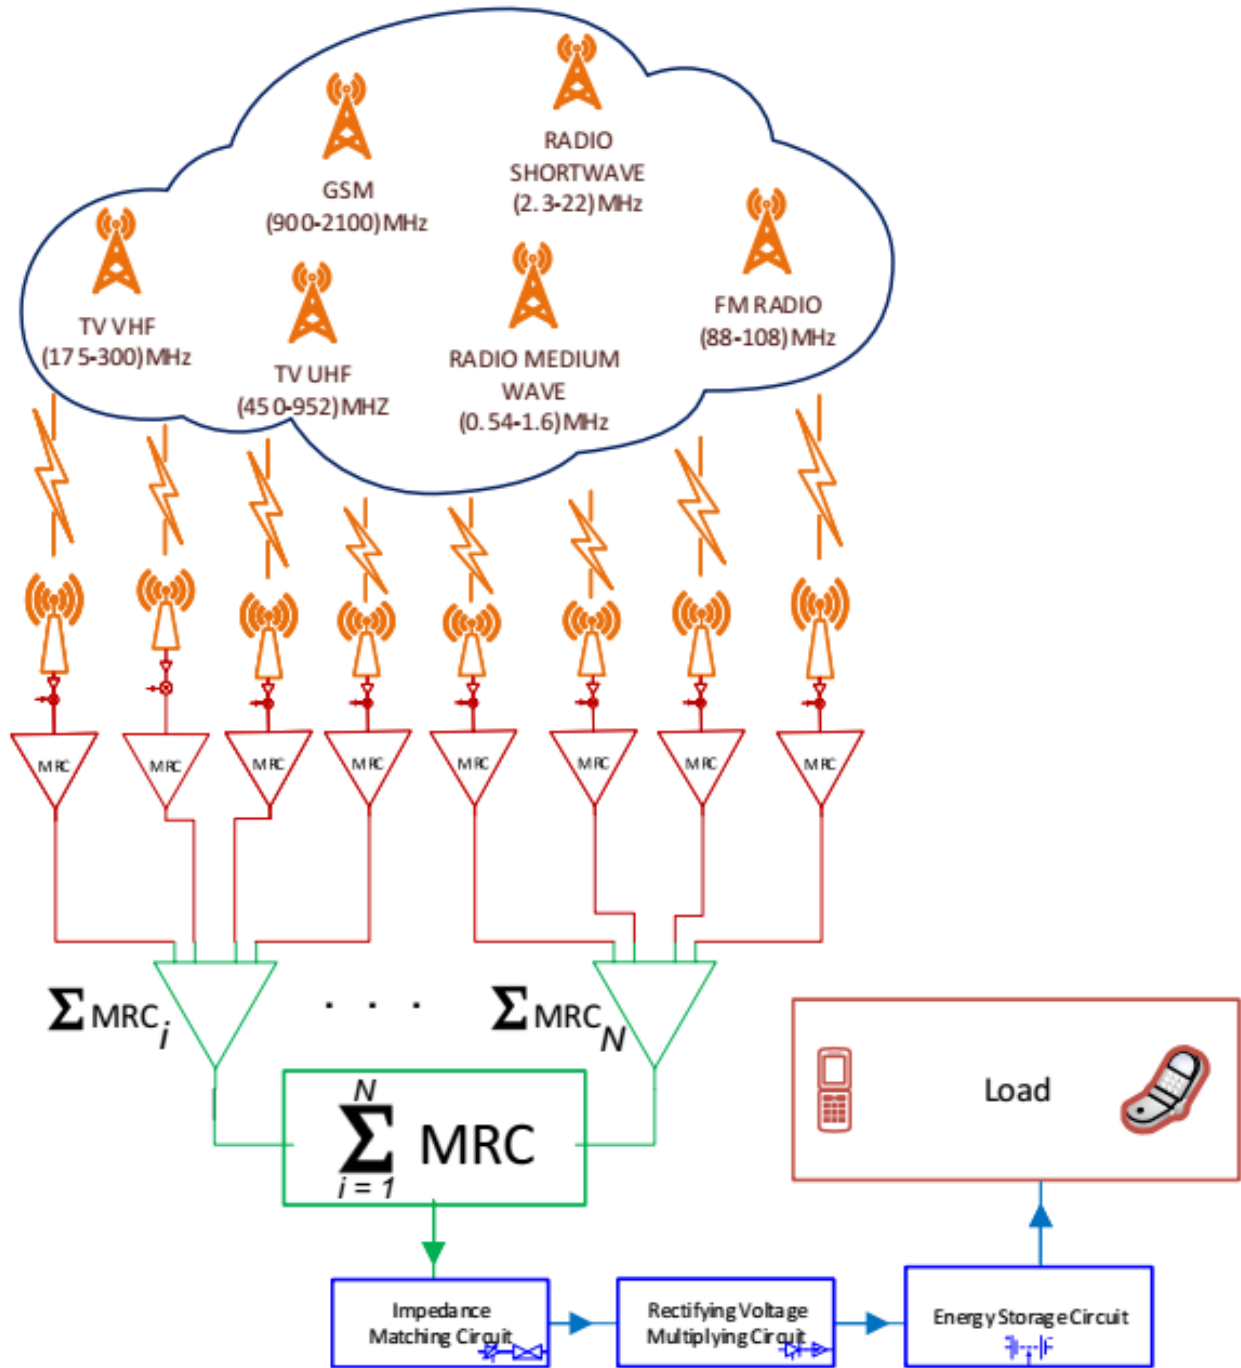 RADIO
SHORTWAVE
(2.3-22)MHz
GSM
(900-2100)MHz
TV VHF
(175-300)MHz
TV UHF
(450-952)MHZ
RADIO MEDIUM
WAVE
(0.54-1.6)MHz
FM RADIO
(88-108)MHz
MRC
MRC
MRC
MRC
MRC
MRC
MRC
MRC
Σ MRC i
. . .
Σ MRC N
N
Σ MRC
i = 1
Load
Impedance
Matching Circuit
Rectifying Voltage
Multiplying Circuit
Energy Storage Circuit